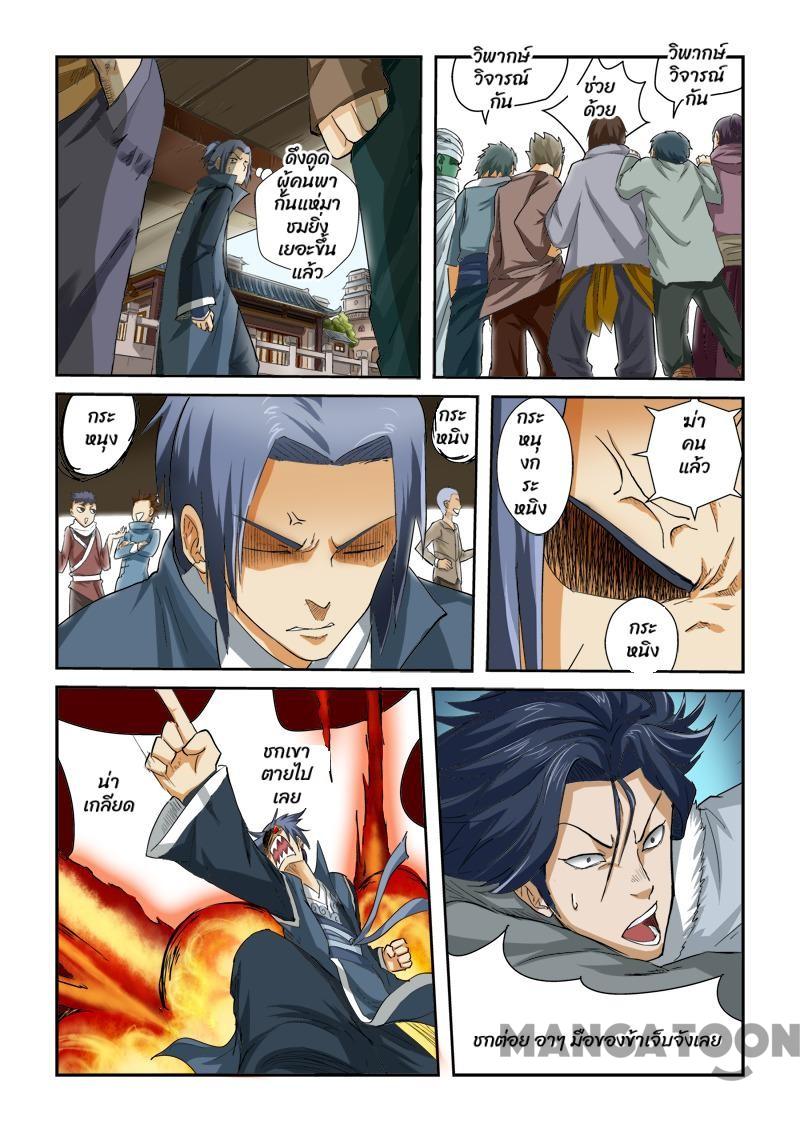 ดึงดูด
ผู้คนพา
กันแห่มา
ชมยิ่ง
เยอะขึ้น
แล้ว
วิพากษ์
วิจารณ์
กัน
ช่วย
ด้วย
วิพากษ์
วิจารณ์
กัน
กระ
หนุง
กระ
หนิง
กระ
หนุ
งก
ระ
หนิง
ฆ่า
คน
แล้ว
กระ
หนิง
น่า
เกลียด
ชกเขา
ตายไป
เลย
ชกต่อย อาๆ มือของข้าเจ็บจังเลย
MANGATOON